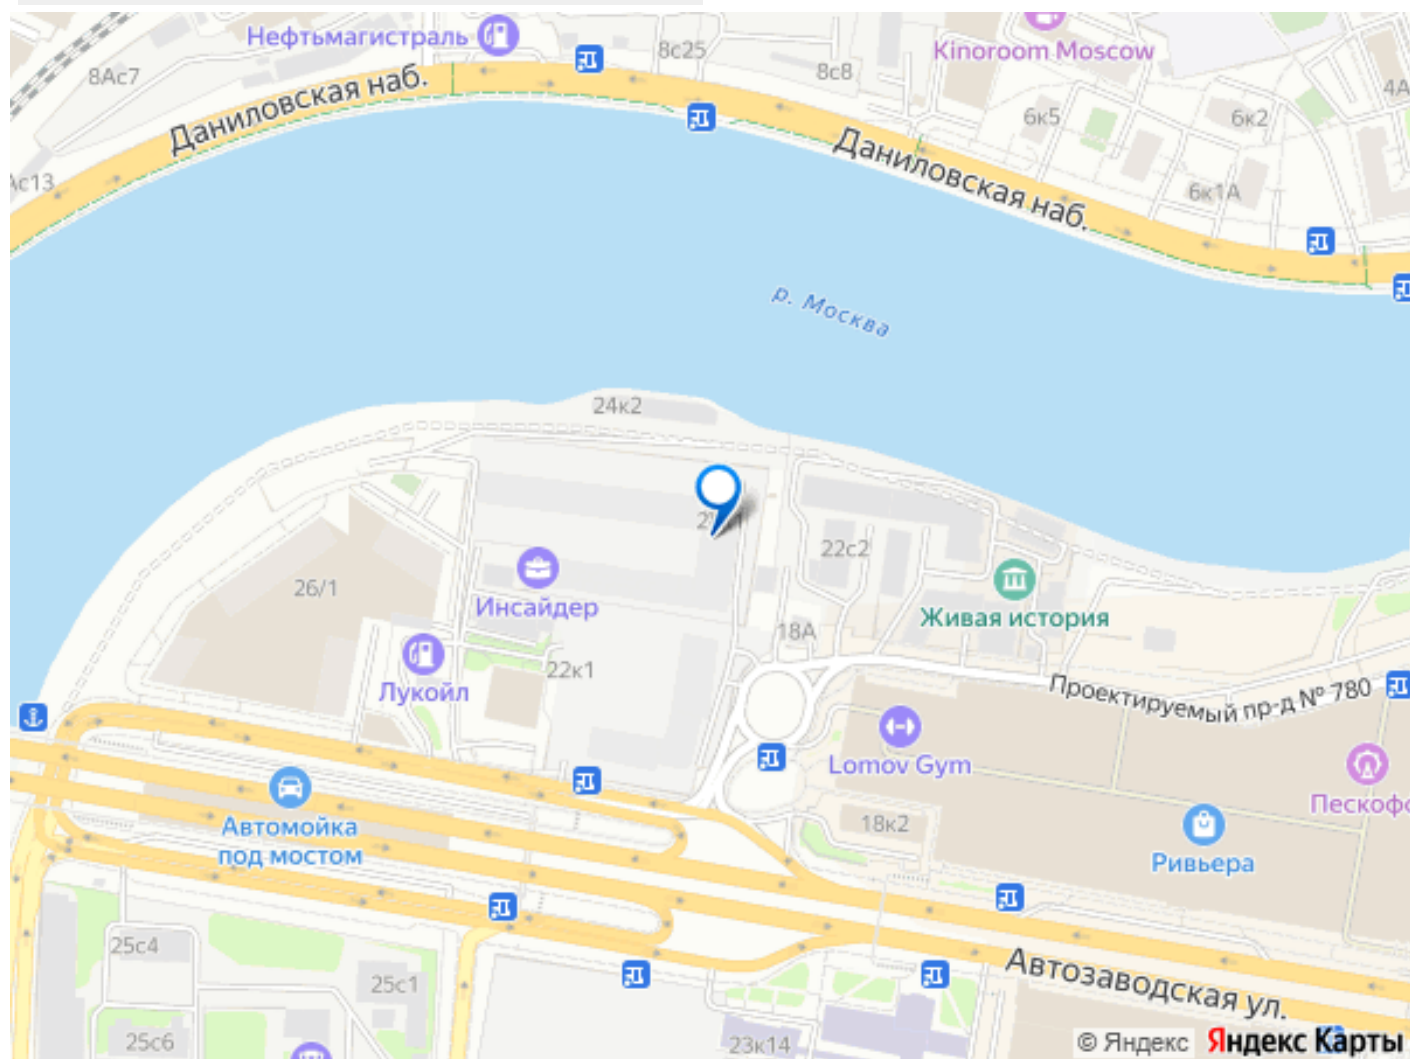 Нефтьмагистраль
8с25
Kinoroom Moscow
8Ас7
8с8
4А
Даниловская наб.
6к5
6к2
Даниловская наб.
Ас13
6к1А
р. Москва
24к2
22с2
26/1
Инсайдер
Живая история
18А
22к1
Лукойл
Проектируемый пр-д № 780
Lomov Gym
Автомойка
под мостом
18к2
Ривьера
25с4
25с1
Автозаводская ул.
25с6
23к14
© Яндекс Яндекс Карты